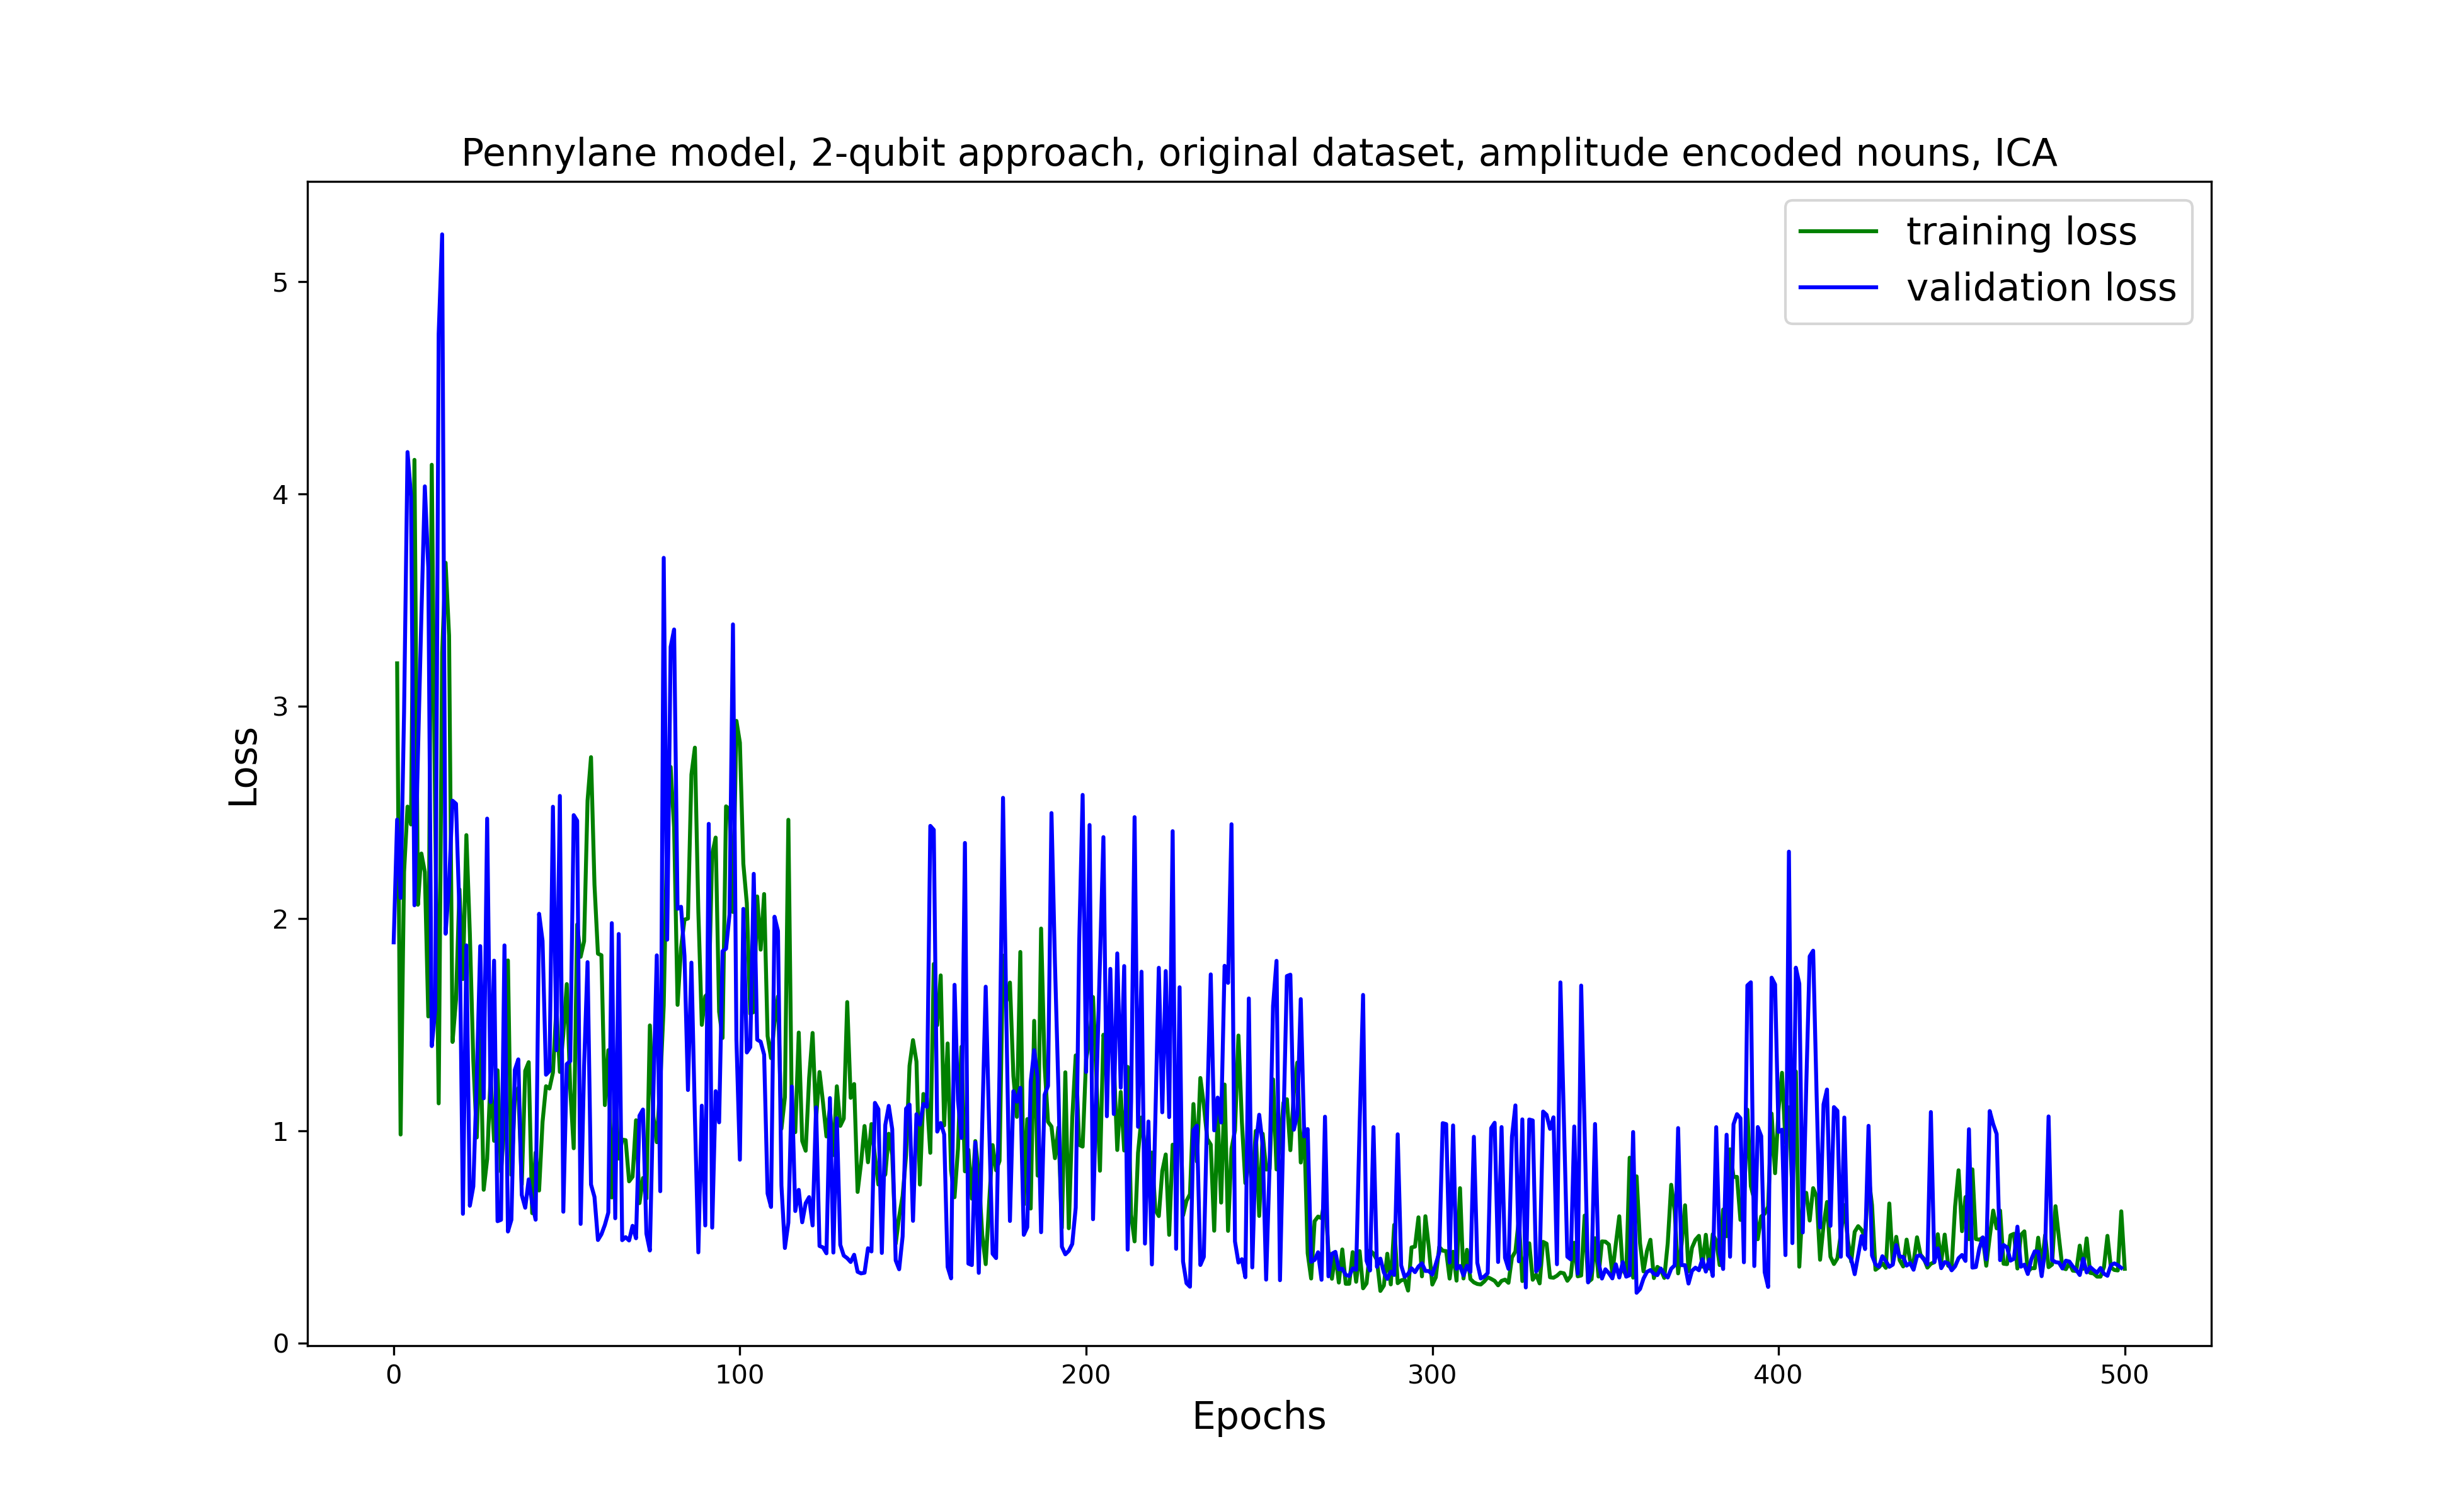 Pennylane model, 2-qubit approach, original dataset, amplitude encoded nouns, ICA
training loss
validation loss
5
4
3
2
1
0
Loss
0 100 200 300 400 500
Epochs